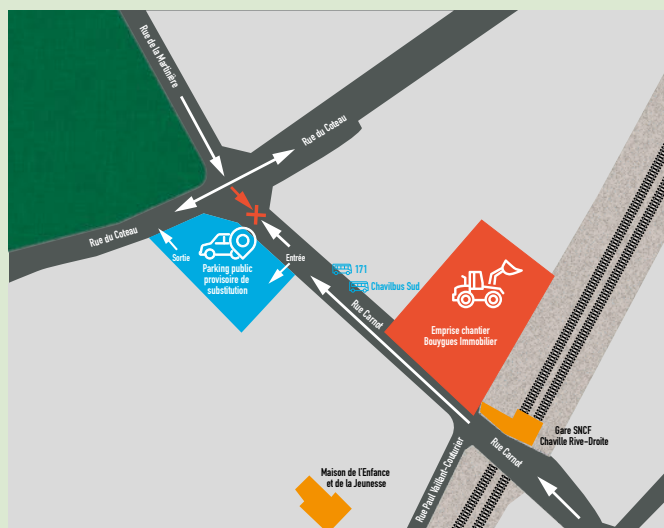 Rue de la Martinière
Rue du Coteau
Rue du Coteau
Sortie
Entrée
Parking public
provisoire de
substitution
171
Chavilbus Sud
Rue Carnot
Emprise chantier
Bouygues Immobilier
Gare SNCF
Chaville Rive-Droite
Rue Carnot
Rue Paul Vaillant-Couturier
Maison de l'Enfance
et de la Jeunesse